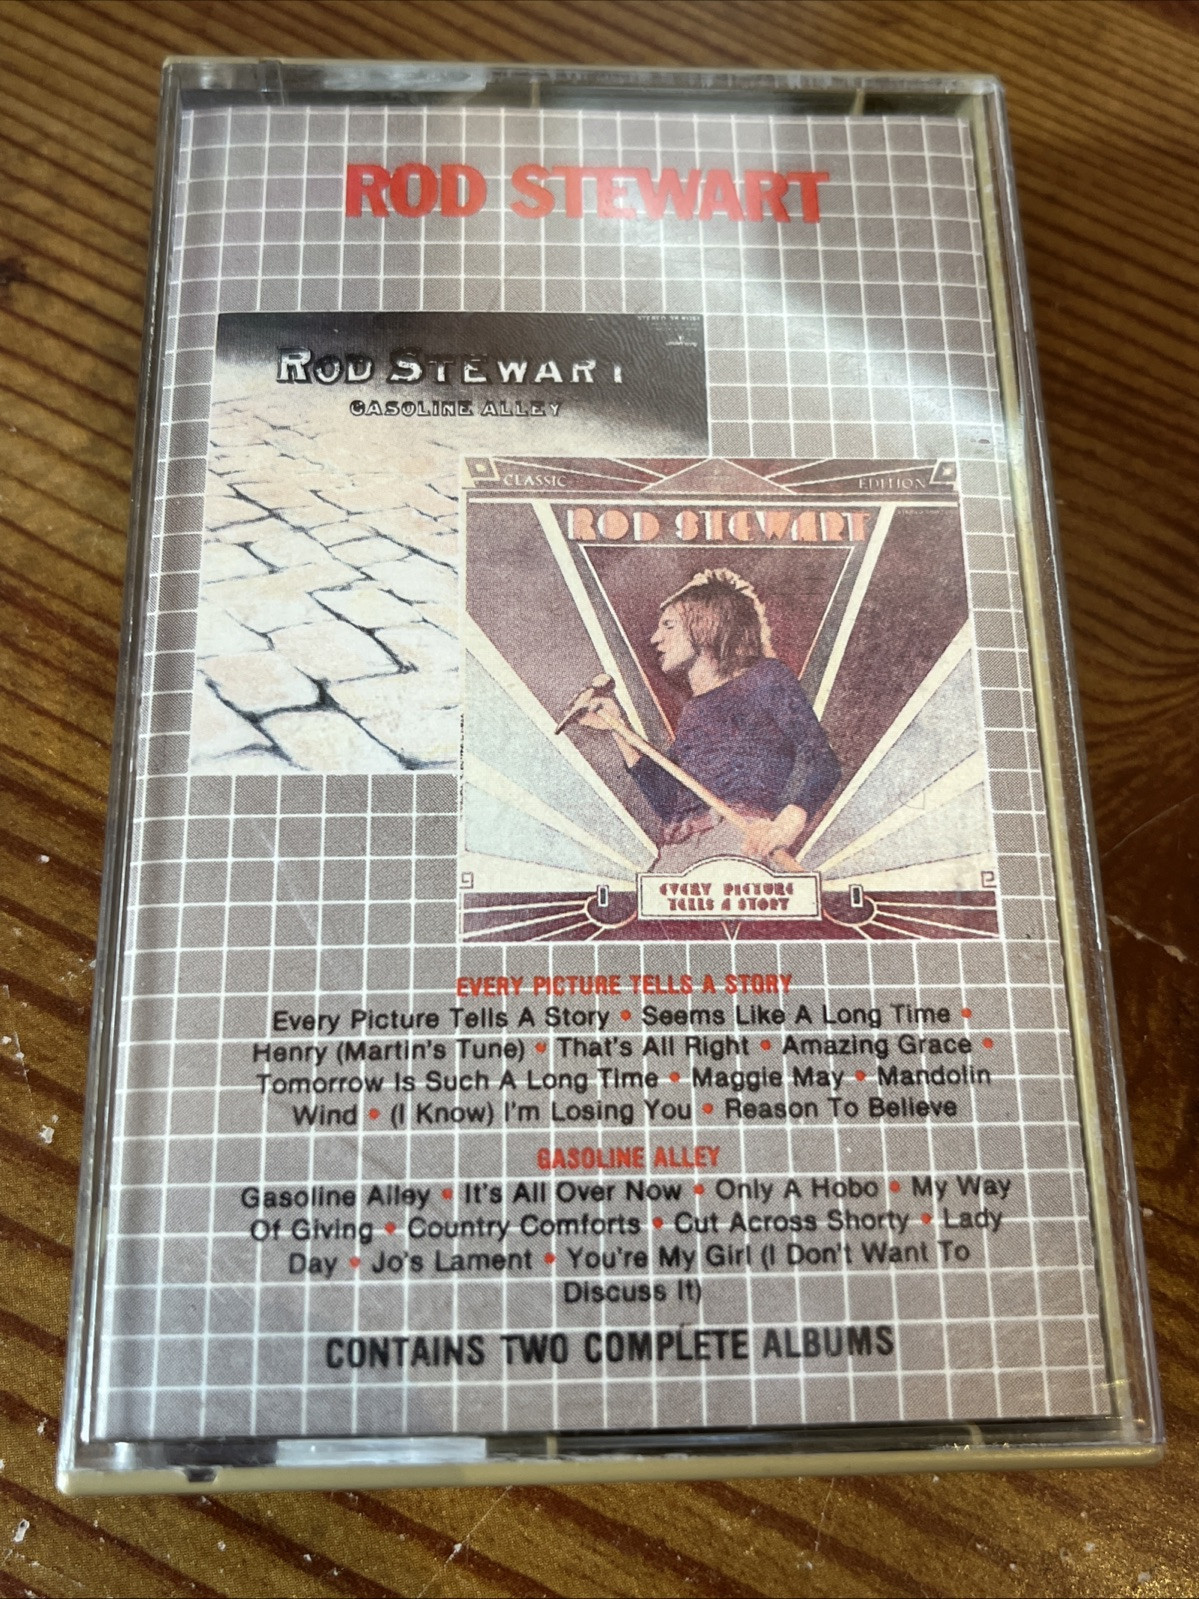 ROD STEWART
ROD STEWART
GASOLINE ALLEY
CLASSIC EDITION
ROD STEWART
EVERY PICTURE
TELLS A STORY
EVERY PICTURE TELLS A STORY
Every Picture Tells A Story • Seems Like A Long Time •
Henry (Martin's Tune) • That's All Right • Amazing Grace •
Tomorrow Is Such A Long Time • Maggie May • Mandolin
Wind • (I Know) I'm Losing You • Reason To Believe
GASOLINE ALLEY
Gasoline Alley • It's All Over Now • Only A Hobo • My Way
Of Giving • Country Comforts • Cut Across Shorty • Lady
Day • Jo's Lament • You're My Girl (I Don't Want To
Discuss It)
CONTAINS TWO COMPLETE ALBUMS